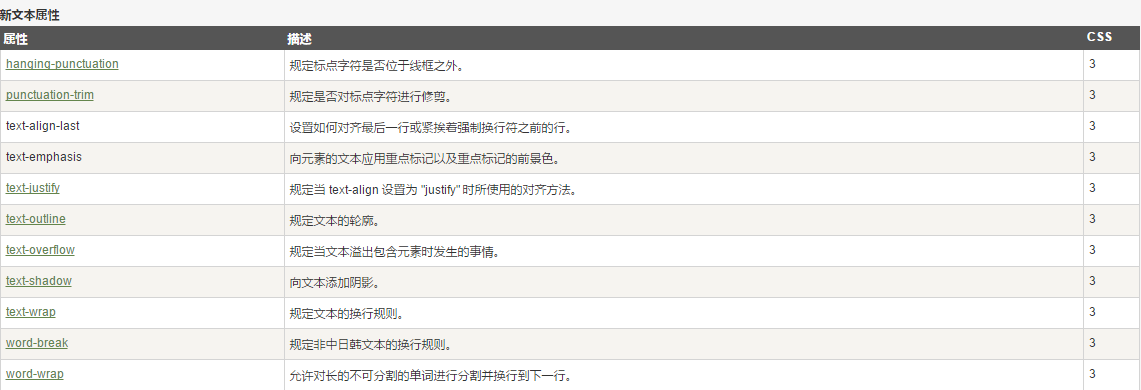 新文本属性
属性 描述 CSS
hanging-punctuation 规定标点字符是否位于线框之外。 3
punctuation-trim 规定是否对标点字符进行修剪。 3
text-align-last 设置如何对齐最后一行或紧挨着强制换行符之前的行。 3
text-emphasis 向元素的文本应用重点标记以及重点标记的前景色。 3
text-justify 规定当 text-align 设置为 "justify" 时所使用的对齐方法。 3
text-outline 规定文本的轮廓。 3
text-overflow 规定当文本溢出包含元素时发生的事情。 3
text-shadow 向文本添加阴影。 3
text-wrap 规定文本的换行规则。 3
word-break 规定非中日韩文本的换行规则。 3
word-wrap 允许对长的不可分割的单词进行分割并换行到下一行。 3